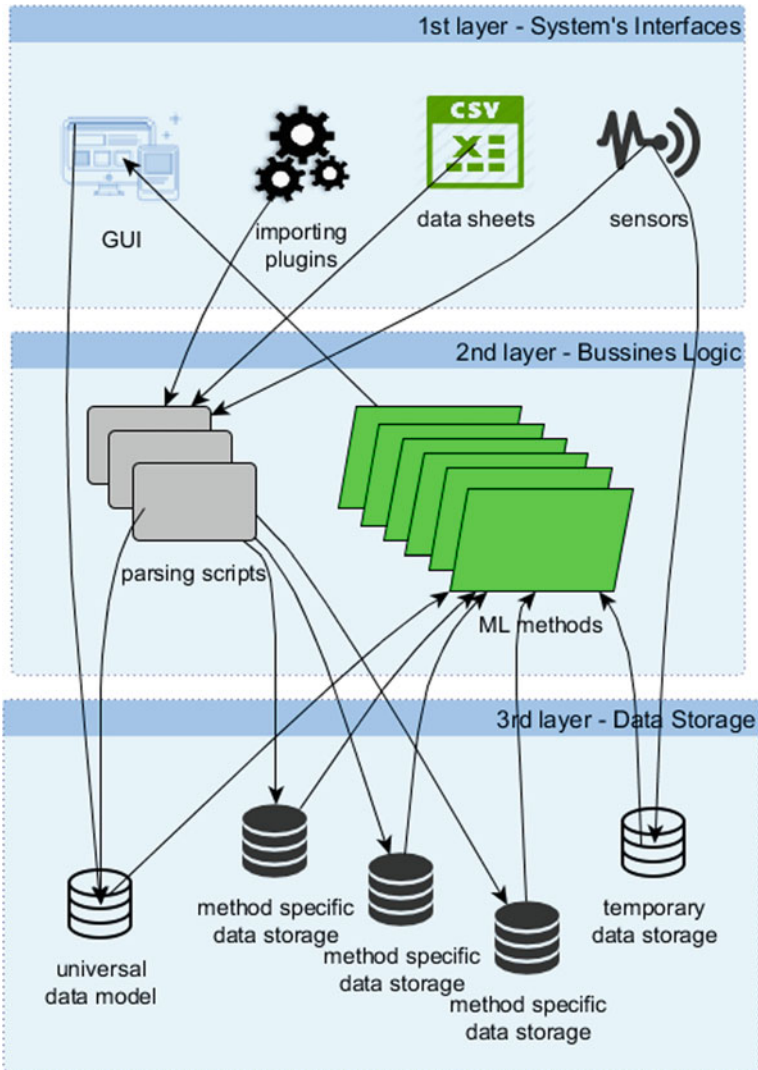 1st layer - System's Interfaces
CSV
GUI
importing
plugins
data sheets
sensors
2nd layer - Bussines Logic
parsing scripts
ML methods
3rd layer - Data Storage
universal
data model
method specific
data storage
method specific
data storage
method specific
data storage
temporary
data storage